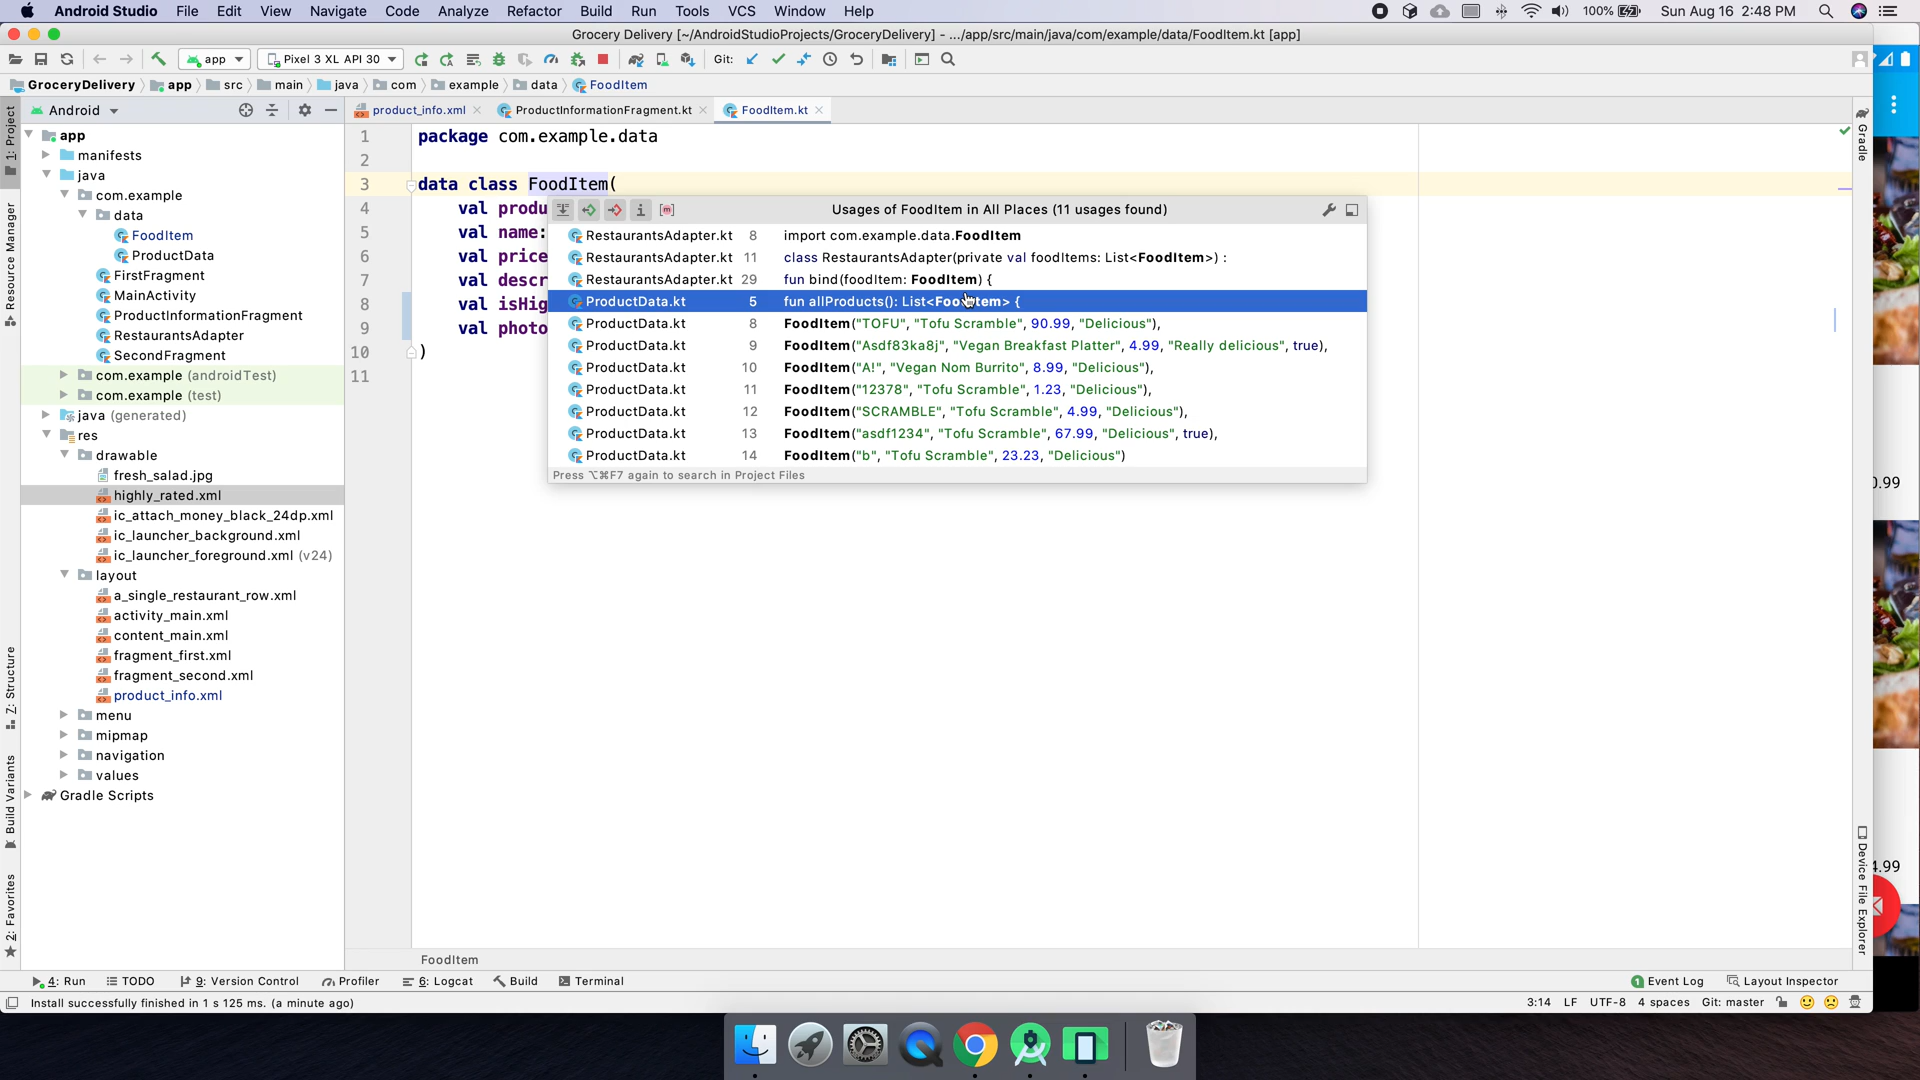 Android Studio File Edit View Navigate Code Analyze Refactor Build Run Tools VCS Window Help 100% Sun Aug 16 2:48 PM
Grocery Delivery [~/AndroidStudioProjects/GroceryDelivery] - .../app/src/main/java/com/example/data/FoodItem.kt [app]
app Pixel 3 XL API 30 Git:
GroceryDelivery app src main java com example data FoodItem
Android product_info.xml ProductInformationFragment.kt FoodItem.kt
1: Project
Resource Manager
Z: Structure
Build Variants
2: Favorites
app
manifests
java
com.example
data
FoodItem
ProductData
FirstFragment
MainActivity
ProductInformationFragment
RestaurantsAdapter
SecondFragment
com.example (androidTest)
com.example (test)
java (generated)
res
drawable
fresh_salad.jpg
highly_rated.xml
ic_attach_money_black_24dp.xml
ic_launcher_background.xml
ic_launcher_foreground.xml (v24)
layout
a_single_restaurant_row.xml
activity_main.xml
content_main.xml
fragment_first.xml
fragment_second.xml
product_info.xml
menu
mipmap
navigation
values
Gradle Scripts
1 package com.example.data
2
3 data class FoodItem(
4 val produ
5 val name:
6 val price
7 val descr
8 val isHig
9 val photo
10 )
11
Usages of FoodItem in All Places (11 usages found)
RestaurantsAdapter.kt 8 import com.example.data.FoodItem
RestaurantsAdapter.kt 11 class RestaurantsAdapter(private val foodItems: List<FoodItem>) :
RestaurantsAdapter.kt 29 fun bind(foodItem: FoodItem) {
ProductData.kt 5 fun allProducts(): List<FoodItem> {
ProductData.kt 8 FoodItem("TOFU", "Tofu Scramble", 90.99, "Delicious"),
ProductData.kt 9 FoodItem("Asdf83ka8j", "Vegan Breakfast Platter", 4.99, "Really delicious", true),
ProductData.kt 10 FoodItem("A!", "Vegan Nom Burrito", 8.99, "Delicious"),
ProductData.kt 11 FoodItem("12378", "Tofu Scramble", 1.23, "Delicious"),
ProductData.kt 12 FoodItem("SCRAMBLE", "Tofu Scramble", 4.99, "Delicious"),
ProductData.kt 13 FoodItem("asdf1234", "Tofu Scramble", 67.99, "Delicious", true),
ProductData.kt 14 FoodItem("b", "Tofu Scramble", 23.23, "Delicious")
Press ⌥⌘F7 again to search in Project Files
Gradle
Device File Explorer
0.99
4.99
FoodItem
4: Run TODO 9: Version Control Profiler 6: Logcat Build Terminal 1 Event Log Layout Inspector
Install successfully finished in 1 s 125 ms. (a minute ago) 3:14 LF UTF-8 4 spaces Git: master